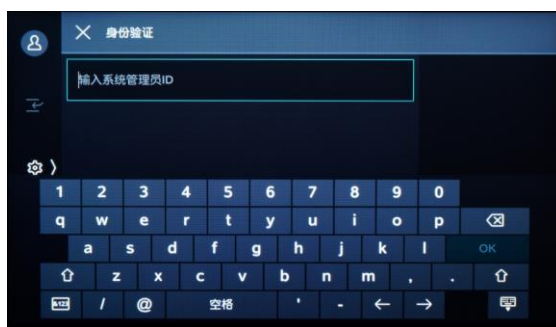 身份验证
输入系统管理员ID
1 2 3 4 5 6 7 8 9 0
q w e r t y u i o p
a s d f g h j k l OK
z x c v b n m , .
&123 / @ 空格 ' - ← →